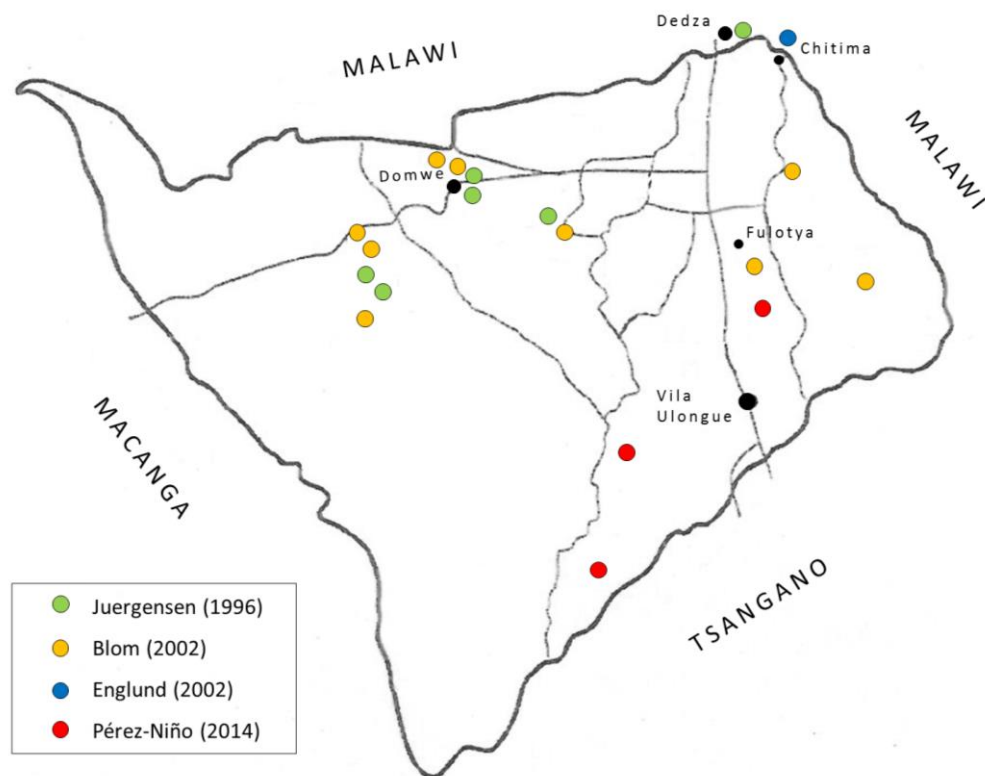 Dedza
Chitima
MALAWI
MALAWI
Domwe
Fulotya
Vila
Ulongue
MACANGA
TSANGANO
Juergensen (1996)
Blom (2002)
Englund (2002)
Pérez-Niño (2014)